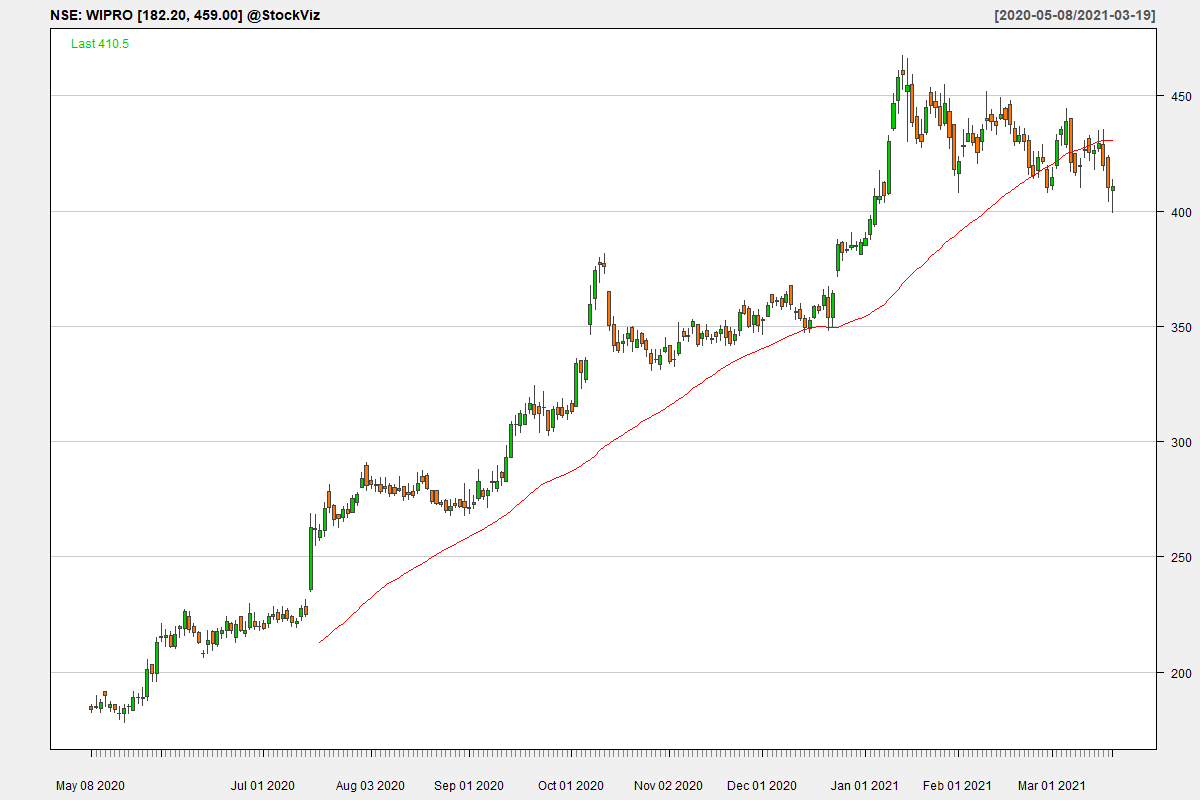 NSE: WIPRO [182.20, 459.00] @StockViz [2020-05-08/2021-03-19]
Last 410.5
450
400
350
300
250
200
May 08 2020 Jul 01 2020 Aug 03 2020 Sep 01 2020 Oct 01 2020 Nov 02 2020 Dec 01 2020 Jan 01 2021 Feb 01 2021 Mar 01 2021